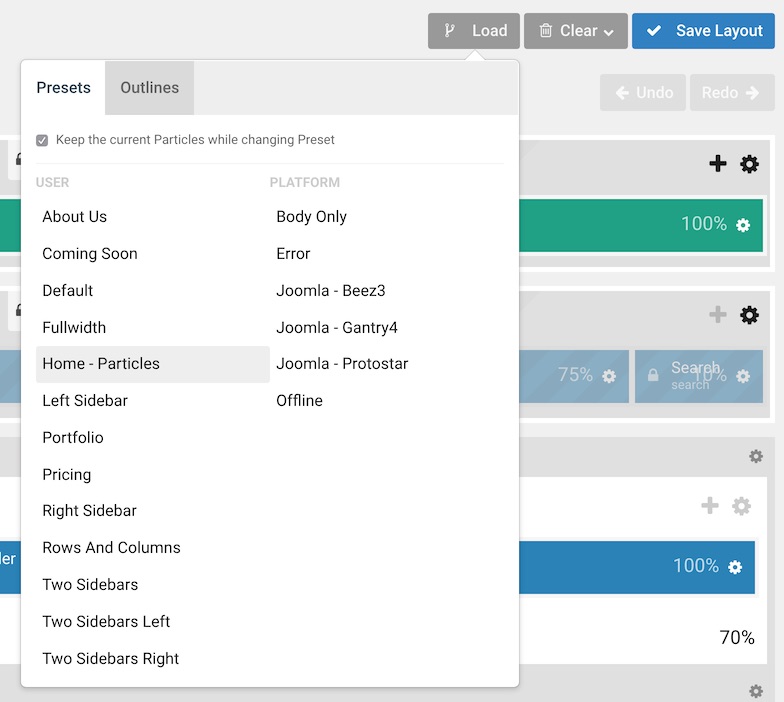 Load
Clear
Save Layout
Presets
Outlines
Undo
Redo
Keep the current Particles while changing Preset
USER
About Us
Coming Soon
Default
Fullwidth
Home - Particles
Left Sidebar
Portfolio
Pricing
Right Sidebar
Rows And Columns
Two Sidebars
Two Sidebars Left
Two Sidebars Right
PLATFORM
Body Only
Error
Joomla - Beez3
Joomla - Gantry4
Joomla - Protostar
Offline
100%
75%
Search
search
10%
der
100%
70%